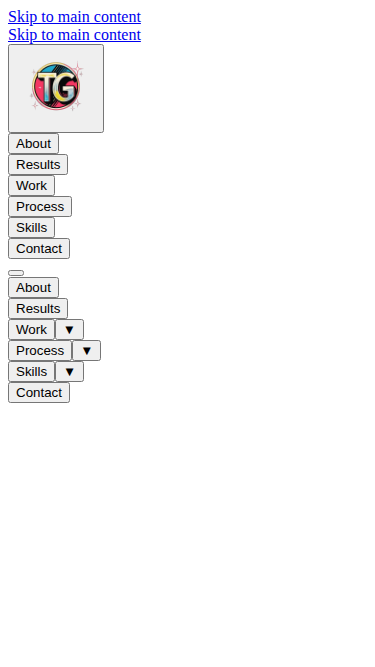 Skip to main content
Skip to main content
TG
About
Results
Work
Process
Skills
Contact
About
Results
Work ▼
Process ▼
Skills ▼
Contact